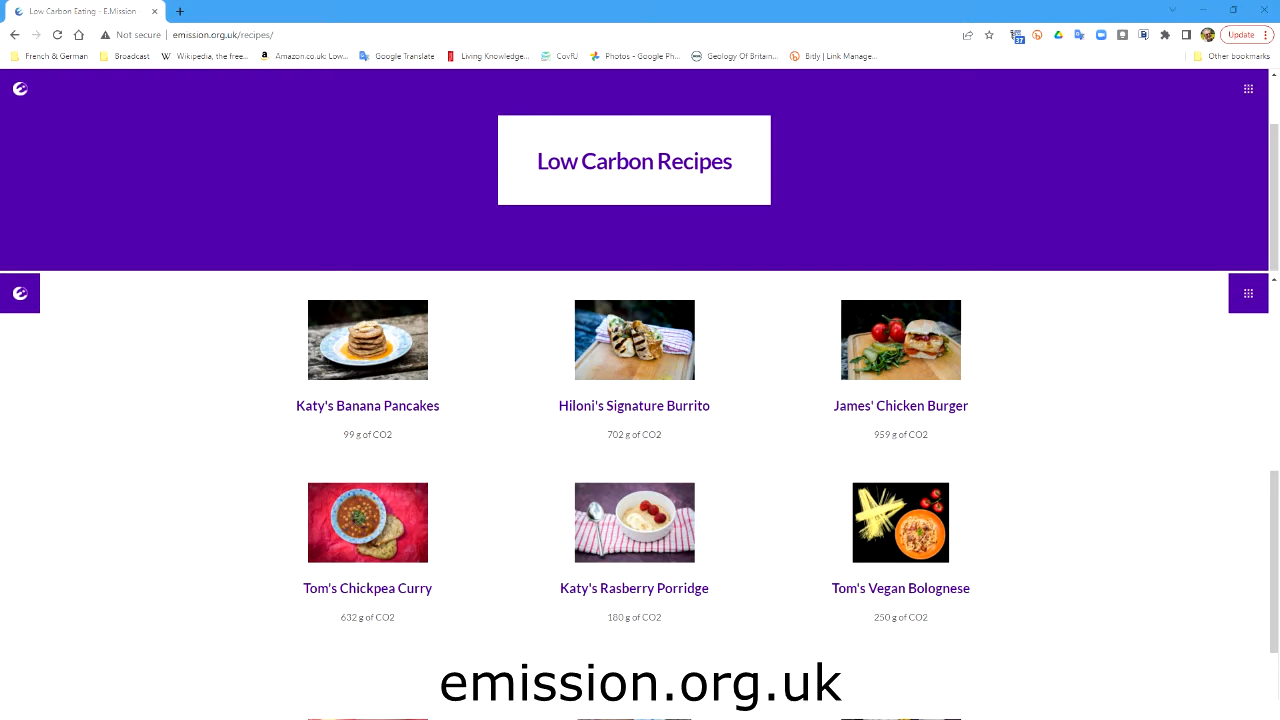 Low Carbon Eating - E.Mission
Not secure
emission.org.uk/recipes/
37
Update
French & German
Broadcast
Wikipedia, the free...
Amazon.co.uk: Low...
Google Translate
Living Knowledge...
CovRJ
Photos - Google Ph...
Geology Of Britain...
Bitly | Link Manage...
Other bookmarks
Low Carbon Recipes
Katy's Banana Pancakes
Hiloni's Signature Burrito
James' Chicken Burger
99 g of CO2
702 g of CO2
959 g of CO2
Tom's Chickpea Curry
Katy's Rasberry Porridge
Tom's Vegan Bolognese
632 g of CO2
180 g of CO2
250 g of CO2
emission.org.uk